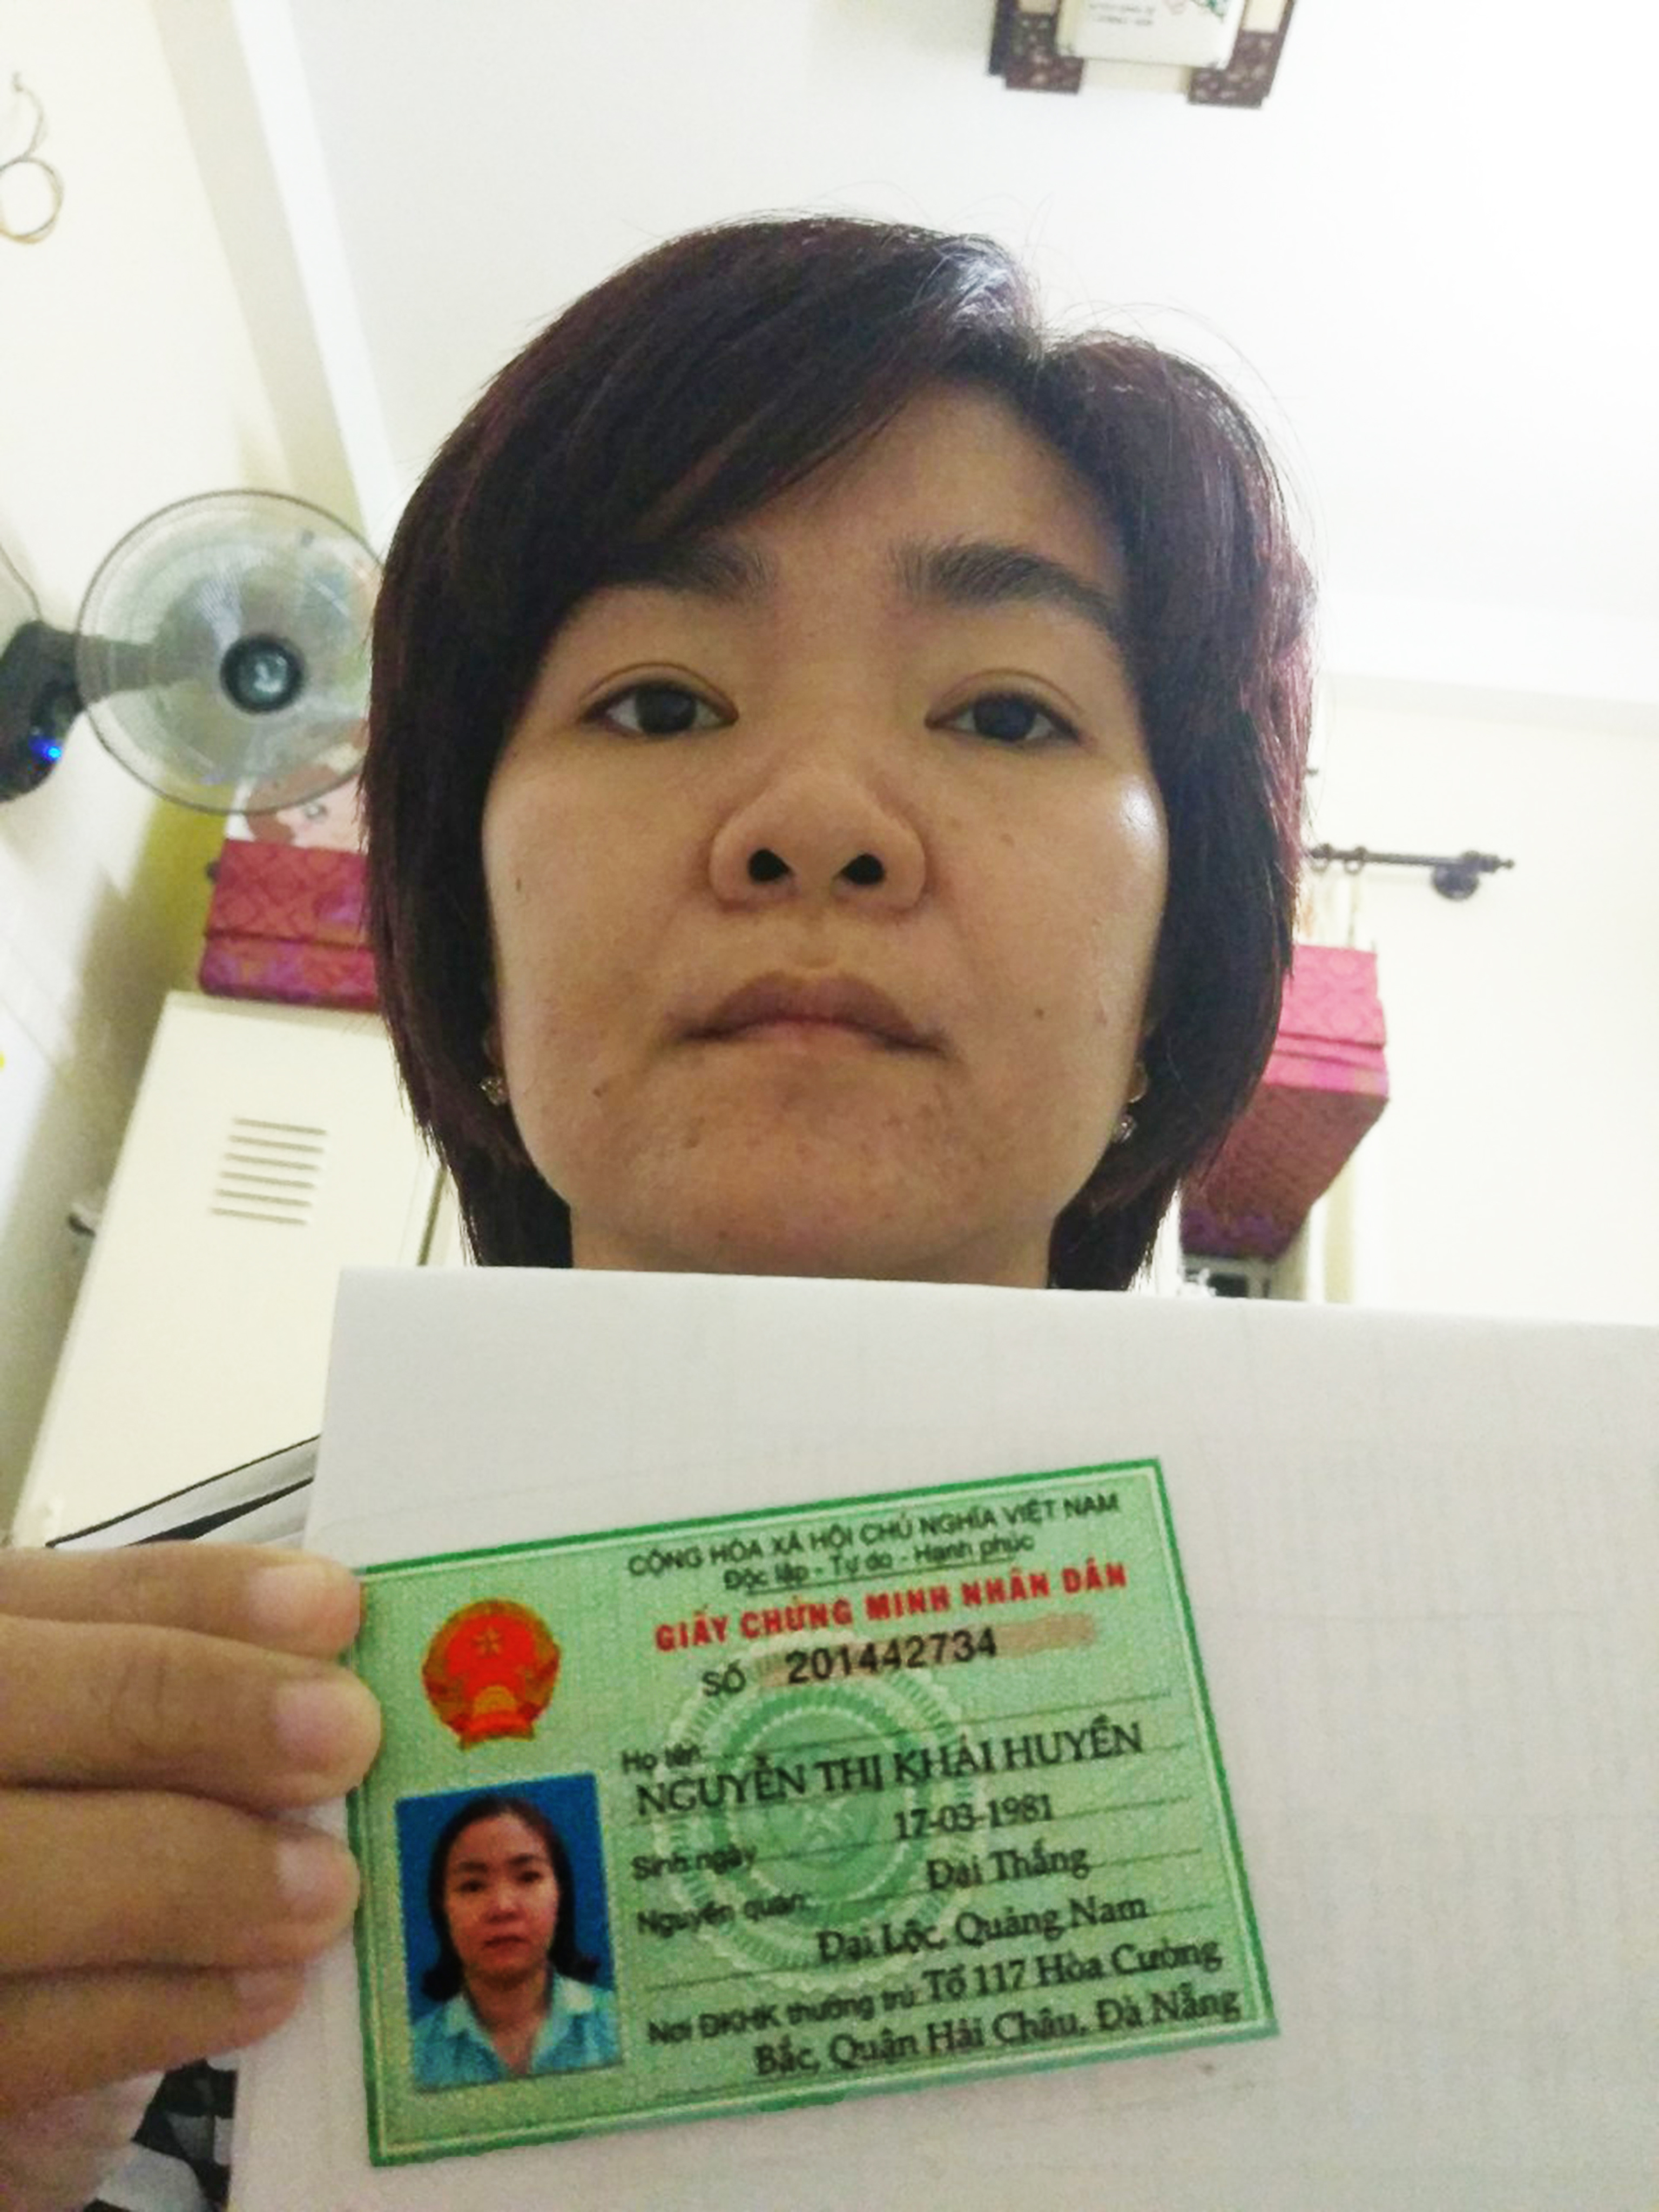 CỘNG HÒA XÃ HỘI CHỦ NGHĨA VIỆT NAM
Độc lập - Tự do - Hạnh phúc
GIẤY CHỨNG MINH NHÂN DÂN
SỐ 201442734
Họ tên:
NGUYỄN THỊ KHẢI HUYỀN
Sinh ngày 17-03-1981
Nguyên quán: Đại Thắng
Đại Lộc, Quảng Nam
Nơi ĐKHK thường trú: Tổ 117 Hòa Cường
Bắc, Quận Hải Châu, Đà Nẵng